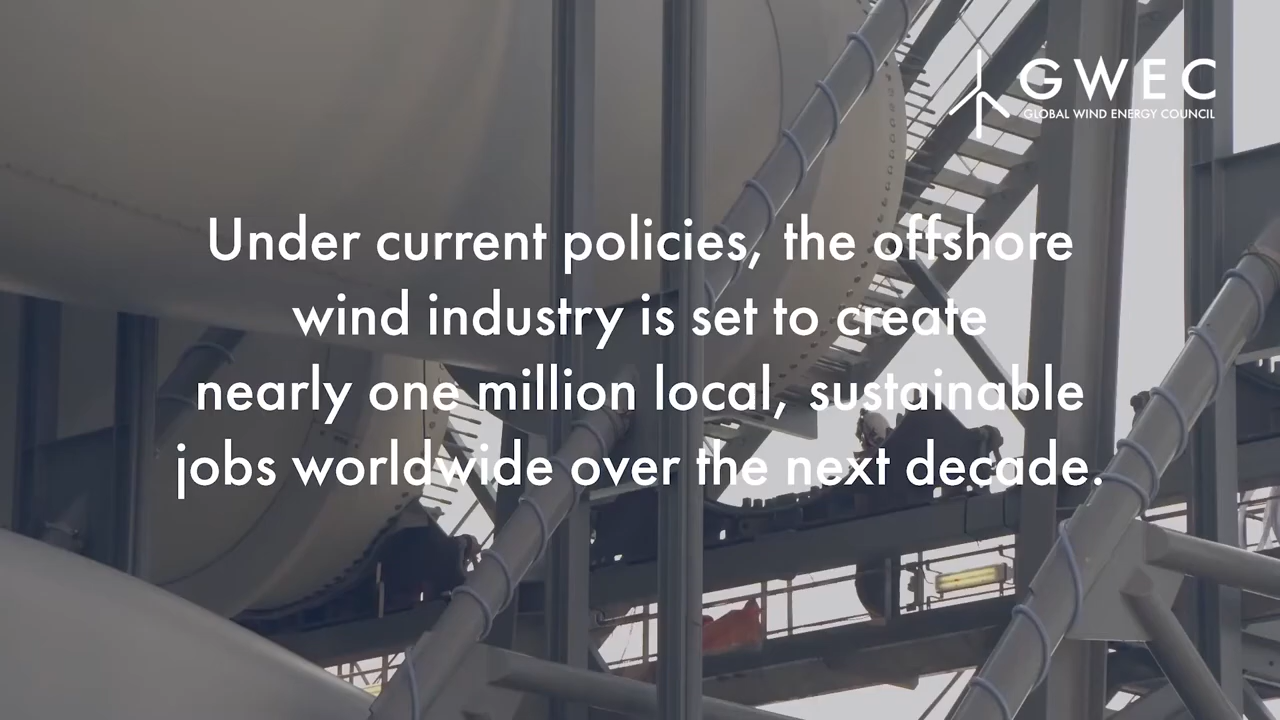 GWEC
GLOBAL WIND ENERGY COUNCIL
Under current policies, the offshore
wind industry is set to create
nearly one million local, sustainable
jobs worldwide over the next decade.